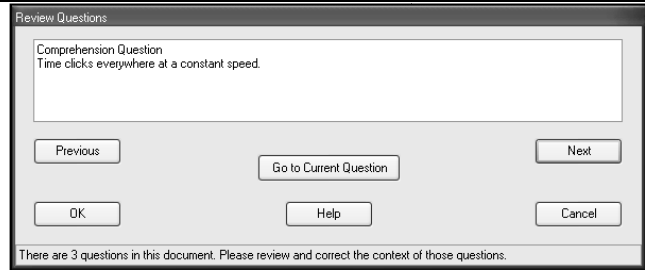 Review Questions
Comprehension Question
Time clicks everywhere at a constant speed.
Previous
Next
Go to Current Question
OK
Help
Cancel
There are 3 questions in this document. Please review and correct the context of those questions.